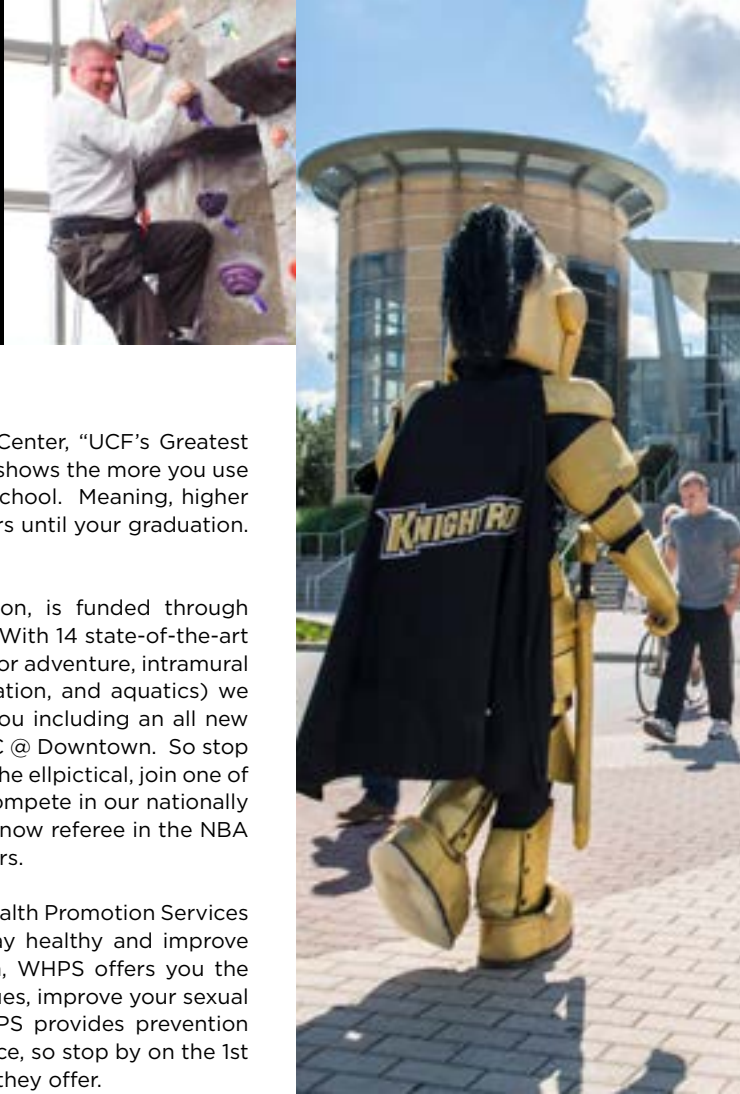 Center, “UCF’s Greatest
shows the more you use
chool. Meaning, higher
rs until your graduation.
on, is funded through
With 14 state-of-the-art
or adventure, intramural
ation, and aquatics) we
ou including an all new
C @ Downtown. So stop
he ellpictical, join one of
ompete in our nationally
now referee in the NBA
rs.
alth Promotion Services
ay healthy and improve
, WHPS offers you the
ues, improve your sexual
PS provides prevention
ce, so stop by on the 1st
they offer.
KNIGHTRO